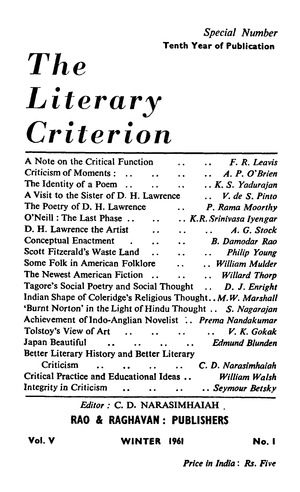 Special Number
Tenth Year of Publication
The
Literary
Criterion
A Note on the Critical Function .. .. F. R. Leavis
Criticism of Moments : .. .. .. A. P. O'Brien
The Identity of a Poem .. .. K. S. Yadurajan
A Visit to the Sister of D. H. Lawrence .. V. de S. Pinto
The Poetry of D. H. Lawrence .. P. Rama Moorthy
O'Neill : The Last Phase .. .. K.R.Srinivasa Iyengar
D. H. Lawrence the Artist .. .. A. G. Stock
Conceptual Enactment . .. .. B. Damodar Rao
Scott Fizgerald's Waste Land .. .. Philip Young
Some Folk in American Folklore .. .. William Mulder
The Newest American Fiction .. .. Willard Thorp
Tagore's Social Poetry and Social Thought .. D. J. Enright
Indian Shape of Coleridge's Religious Thought.. M.W. Marshall
'Burnt Norton' in the Light of Hindu Thought .. S. Nagarajan
Achievement of Indo-Anglian Novelist : Prema Nandakumar
Tolstoy's View of Art .. .. .. V. K. Gokak
Japan Beautiful .. .. .. .. Edmund Blunden
Better Literary History and Better Literary
Criticism .. .. .. C. D. Narasimhaiah
Critical Practice and Educational Ideas .. William Walsh
Integrity in Criticism .. .. .. Seymour Betsky
Editor : C. D. NARASIMHAIAH
RAO & RAGHAVAN : PUBLISHERS
Vol. V WINTER 1961 No. 1
Price in India : Rs. Five